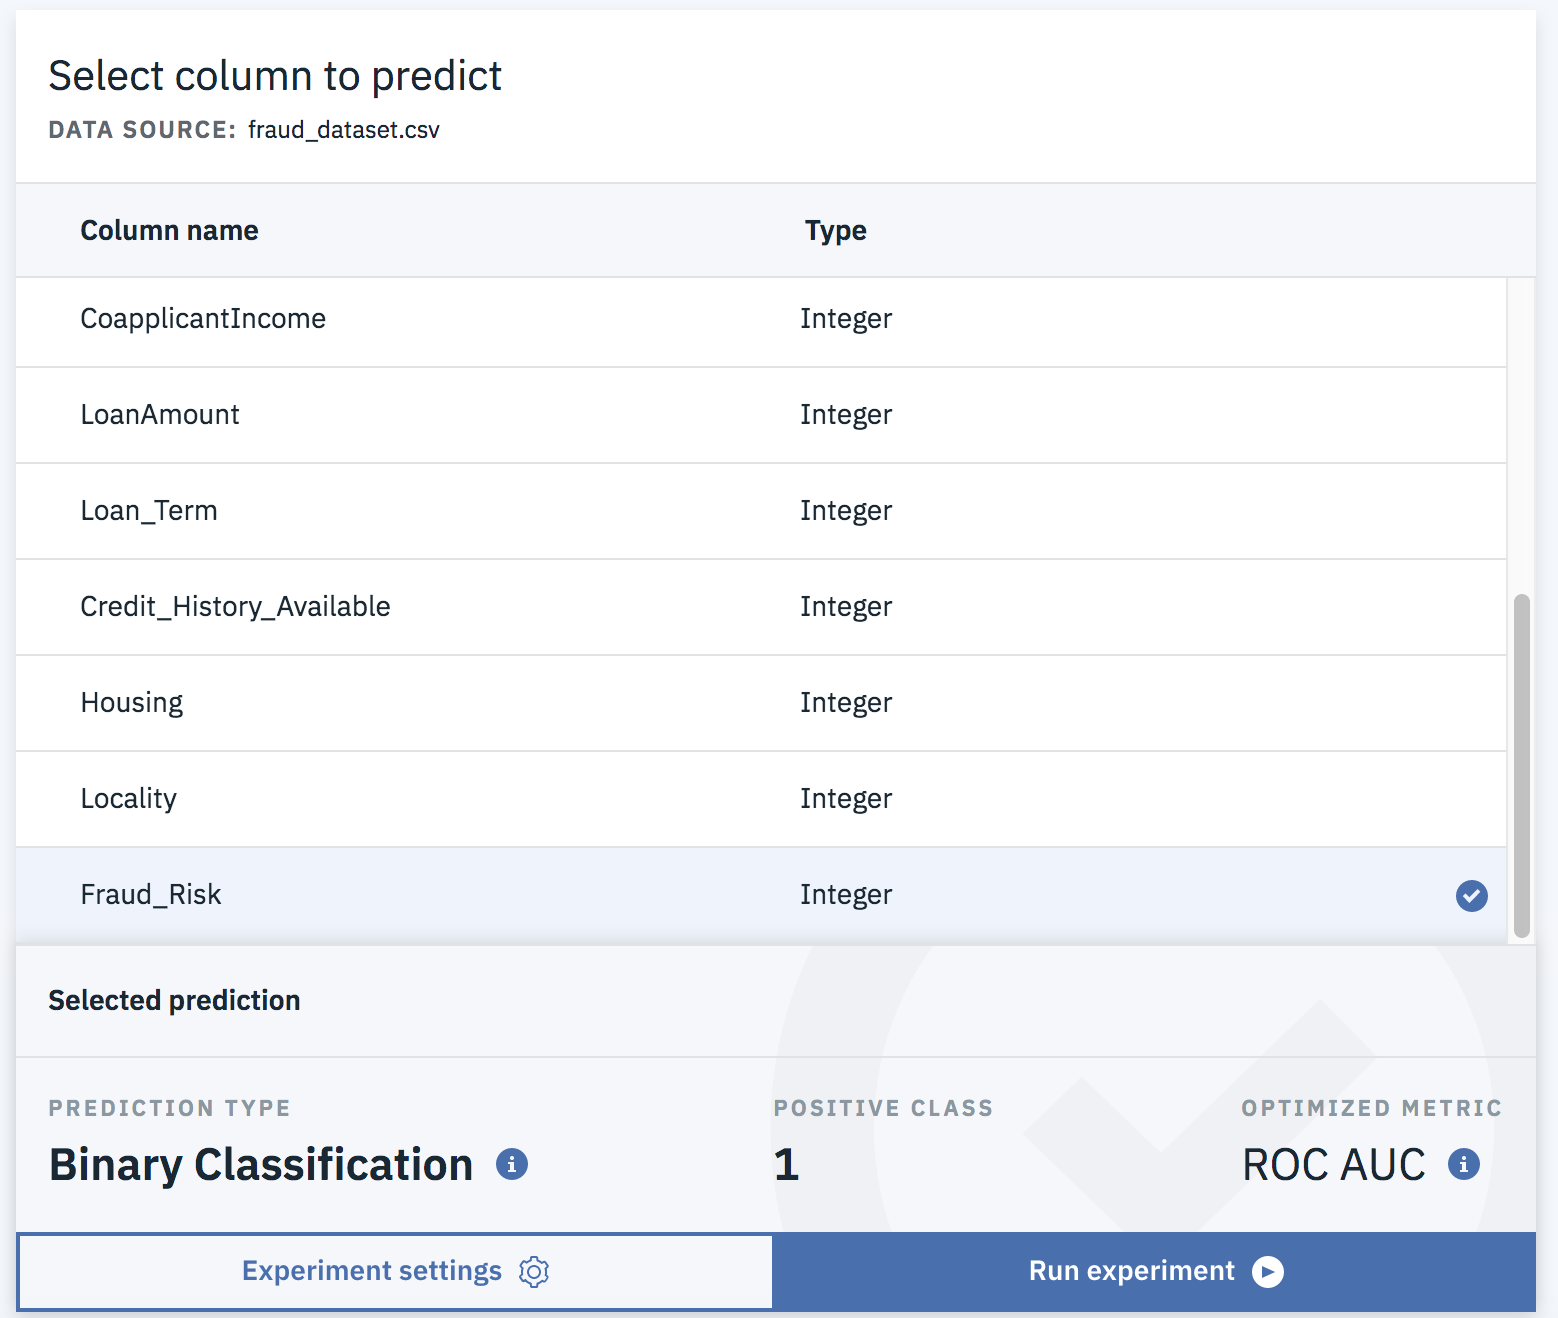 Select column to predict
DATA SOURCE: fraud_dataset.csv
Column name Type
CoapplicantIncome Integer
LoanAmount Integer
Loan_Term Integer
Credit_History_Available Integer
Housing Integer
Locality Integer
Fraud_Risk Integer
Selected prediction
PREDICTION TYPE POSITIVE CLASS OPTIMIZED METRIC
Binary Classification 1 ROC AUC
Experiment settings Run experiment